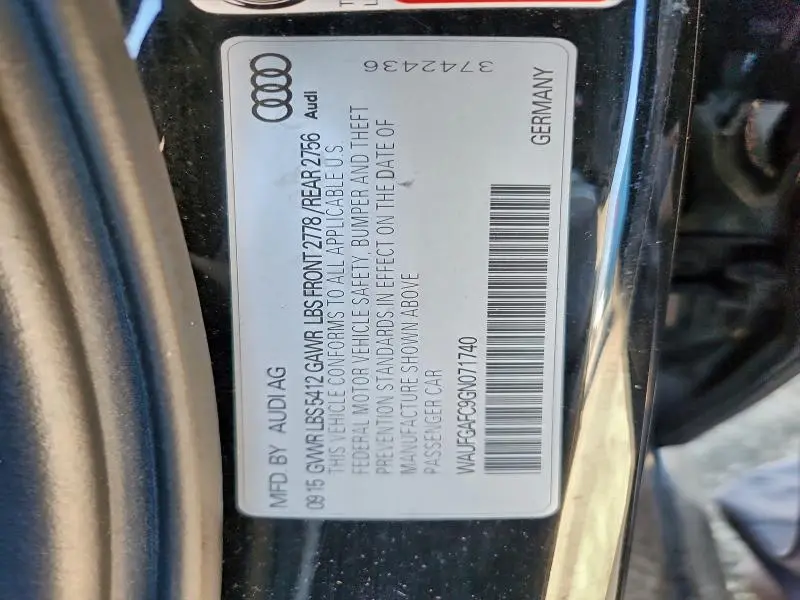 MFD BY AUDI AG
09 15 GVWR LBS 5412 GAWR LBS FRONT 2778 /REAR 2756
THIS VEHICLE CONFORMS TO ALL APPLICABLE U.S
FEDERAL MOTOR VEHICLE SAFETY, BUMPER AND THEFT
PREVENTION STANDARDS IN EFFECT ON THE DATE OF
MANUFACTURE SHOWN ABOVE
PASSENGER CAR
WAUFGAFC9GN071740
Audi
3742436
GERMANY